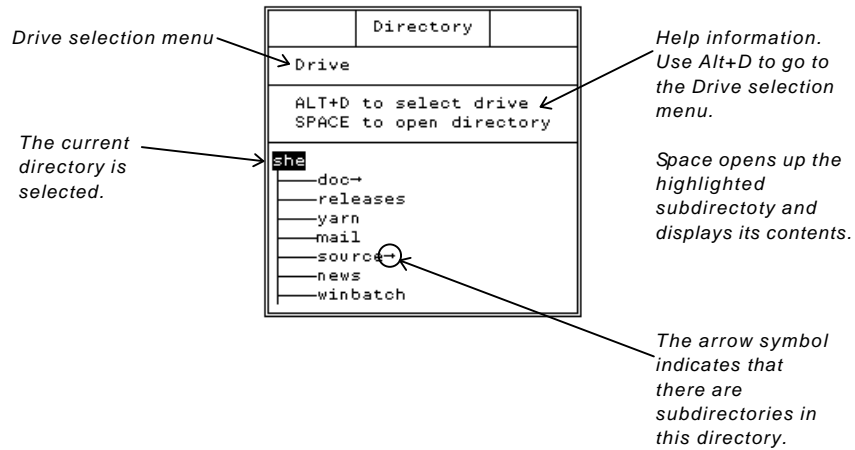 Directory
Drive selection menu
Drive
Help information.
Use Alt+D to go to
the Drive selection
menu.
ALT+D to select drive
SPACE to open directory
Space opens up the
highlighted
subdirectoty and
displays its contents.
The current
directory is
selected.
she
doc→
releases
yarn
mail
source→
news
winbatch
The arrow symbol
indicates that
there are
subdirectories in
this directory.